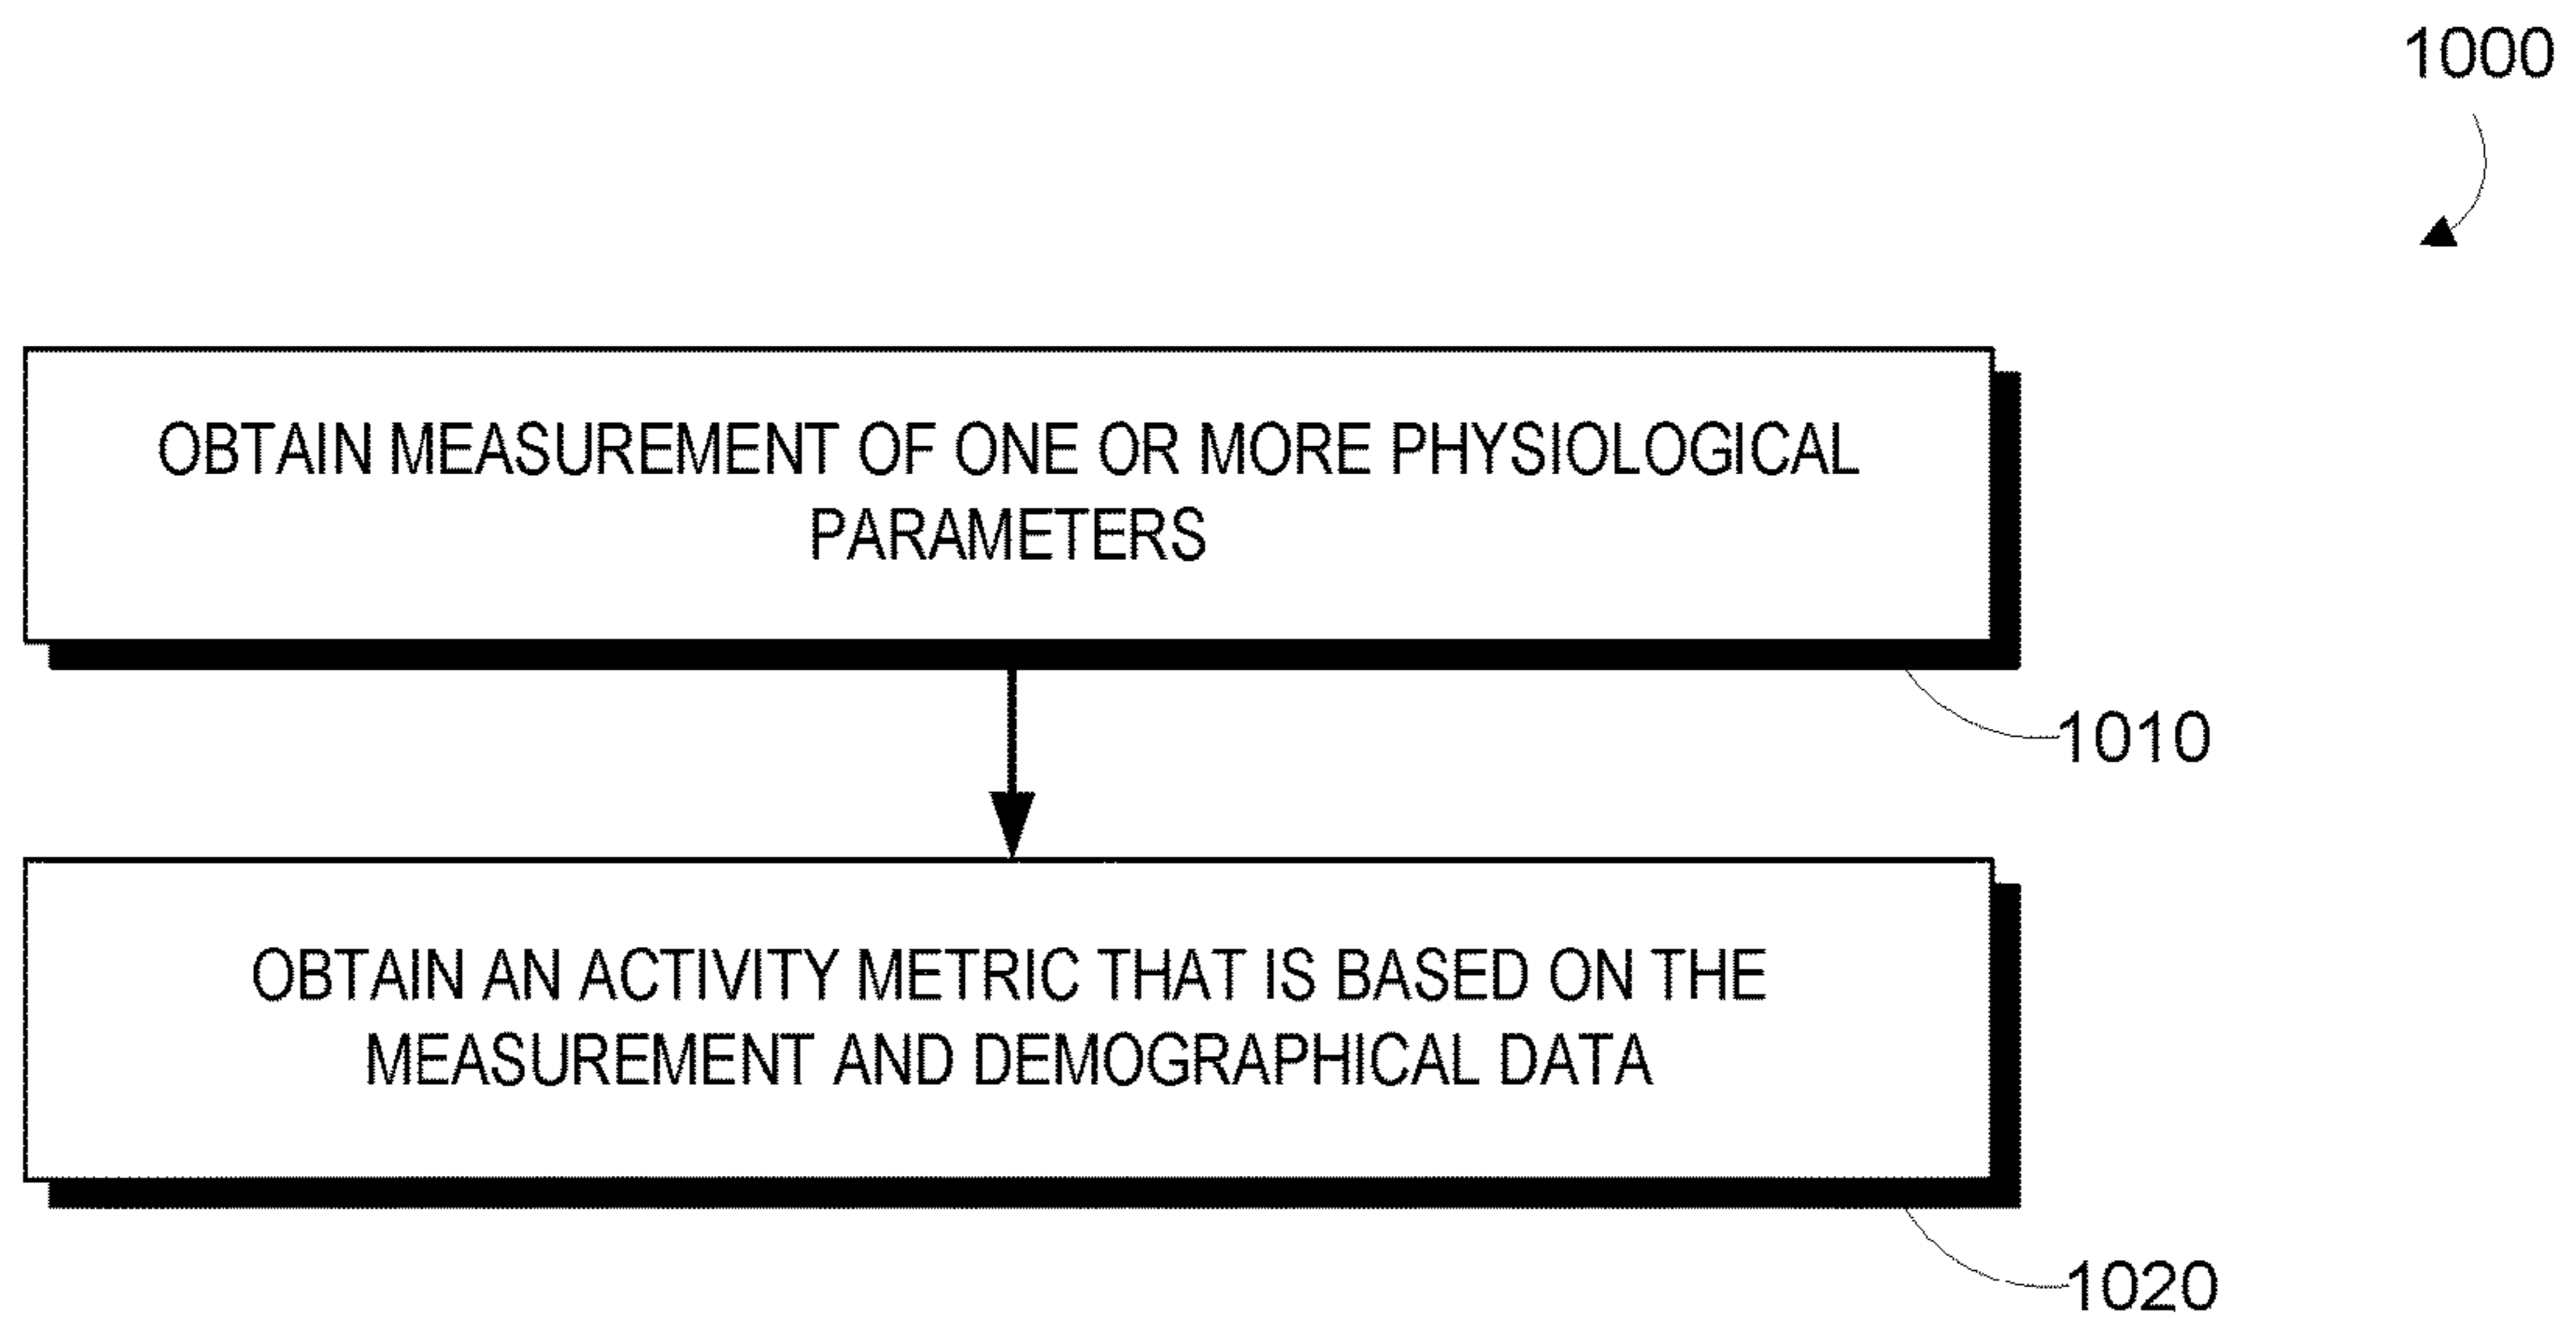 1000
OBTAIN MEASUREMENT OF ONE OR MORE PHYSIOLOGICAL
PARAMETERS
1010
OBTAIN AN ACTIVITY METRIC THAT IS BASED ON THE
MEASUREMENT AND DEMOGRAPHICAL DATA
1020